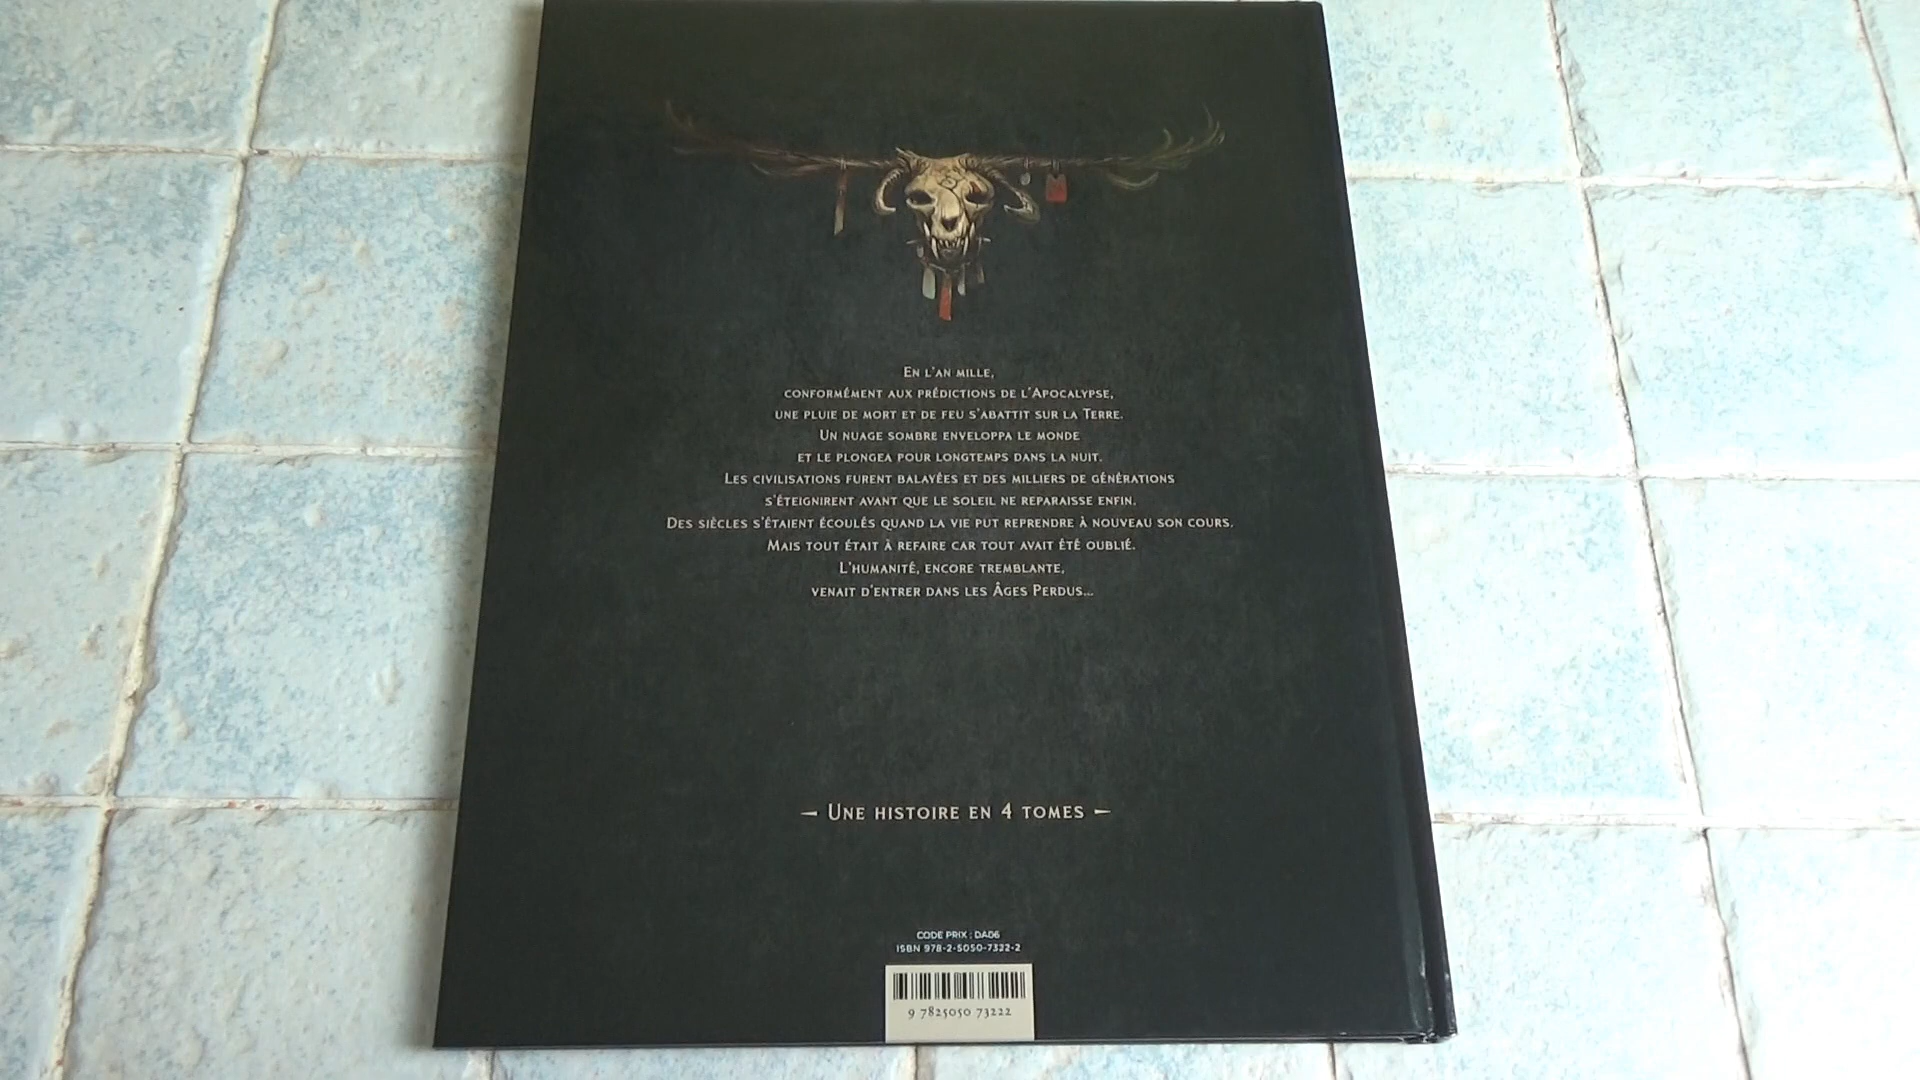 En l'an mille,
conformément aux prédictions de l'Apocalypse,
une pluie de mort et de feu s'abattit sur la Terre.
Un nuage sombre enveloppa le monde
et le plongea pour longtemps dans la nuit.
Les civilisations furent balayées et des milliers de générations
s'éteignirent avant que le soleil ne reparaisse enfin.
Des siècles s'étaient écoulés quand la vie put reprendre à nouveau son cours.
Mais tout était à refaire car tout avait été oublié.
L'humanité, encore tremblante,
venait d'entrer dans les Âges Perdus...
Une histoire en 4 tomes
CODE PRIX : DA06
ISBN 978-2-5050-7322-2
9 782505 073222